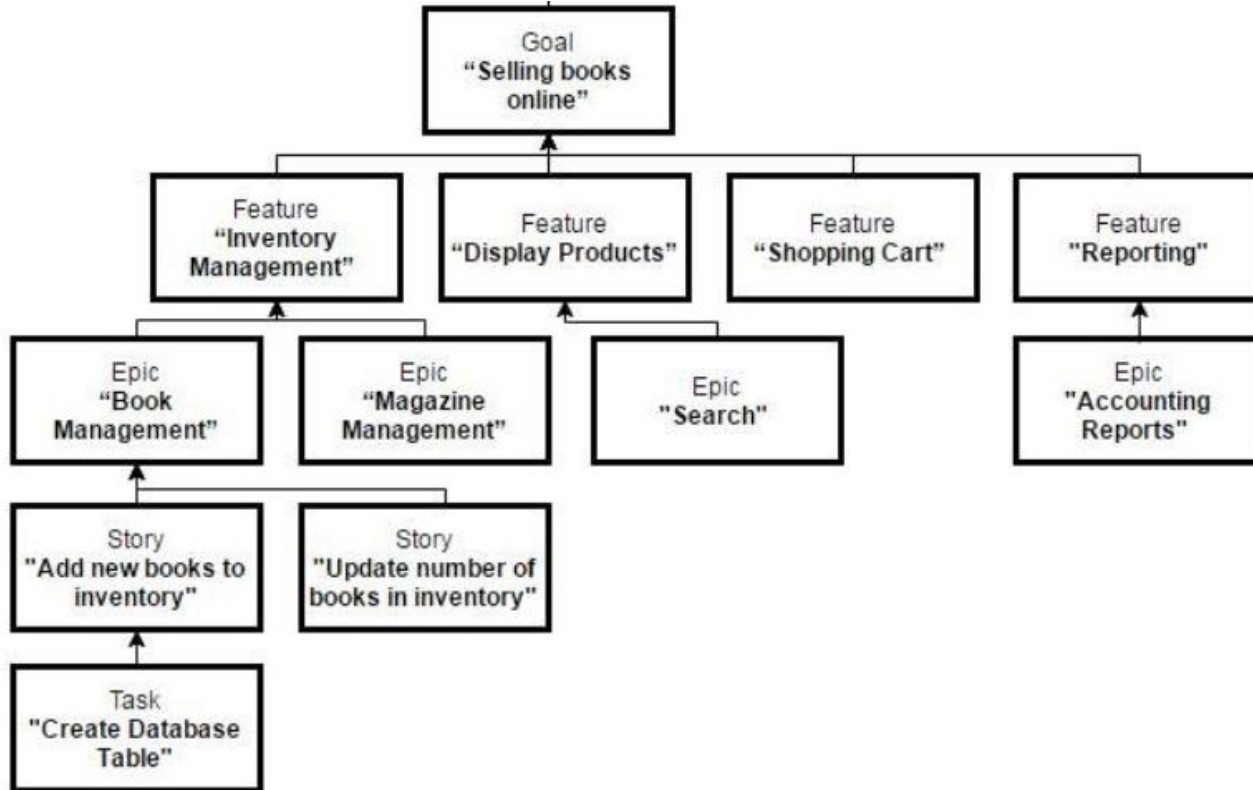 Goal
“Selling books
online”
Feature
“Inventory
Management”
Feature
“Display Products”
Feature
“Shopping Cart”
Feature
"Reporting"
Epic
“Book
Management”
Epic
“Magazine
Management”
Epic
"Search"
Epic
"Accounting
Reports"
Story
"Add new books to
inventory"
Story
"Update number of
books in inventory"
Task
"Create Database
Table"